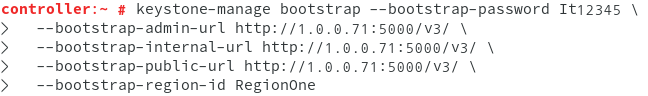 controller:~ # keystone-manage bootstrap --bootstrap-password It12345 \
>   --bootstrap-admin-url http://1.0.0.71:5000/v3/ \
>   --bootstrap-internal-url http://1.0.0.71:5000/v3/ \
>   --bootstrap-public-url http://1.0.0.71:5000/v3/ \
>   --bootstrap-region-id RegionOne